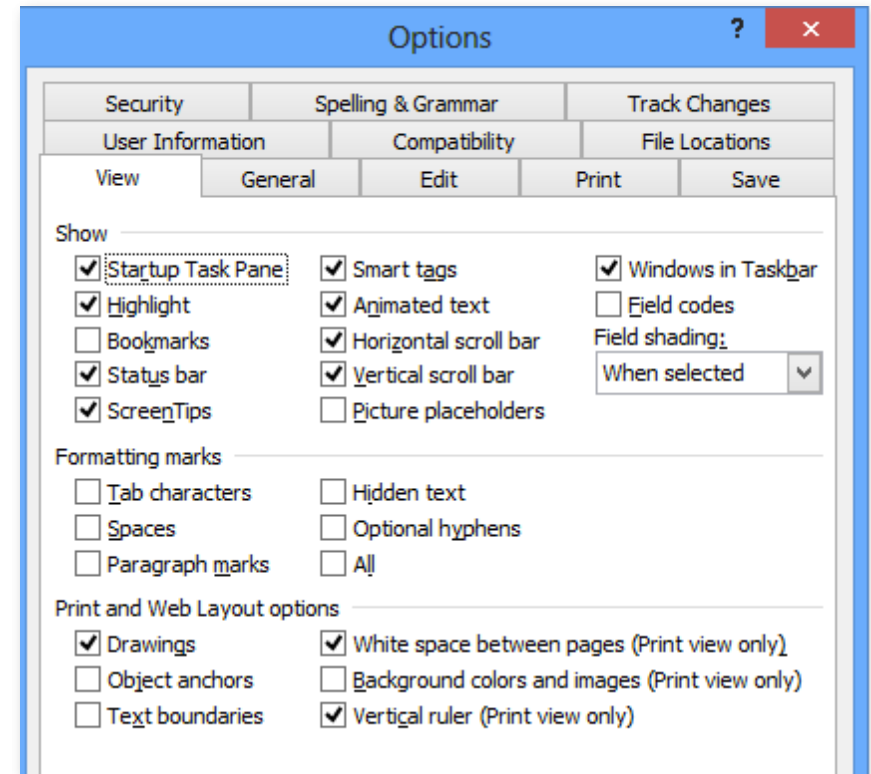 Options ?
Security Spelling & Grammar Track Changes
User Information Compatibility File Locations
View General Edit Print Save
Show
Startup Task Pane Smart tags Windows in Taskbar
Highlight Animated text Field codes
Bookmarks Horizontal scroll bar Field shading:
Status bar Vertical scroll bar When selected
ScreenTips Picture placeholders
Formatting marks
Tab characters Hidden text
Spaces Optional hyphens
Paragraph marks All
Print and Web Layout options
Drawings White space between pages (Print view only)
Object anchors Background colors and images (Print view only)
Text boundaries Vertical ruler (Print view only)